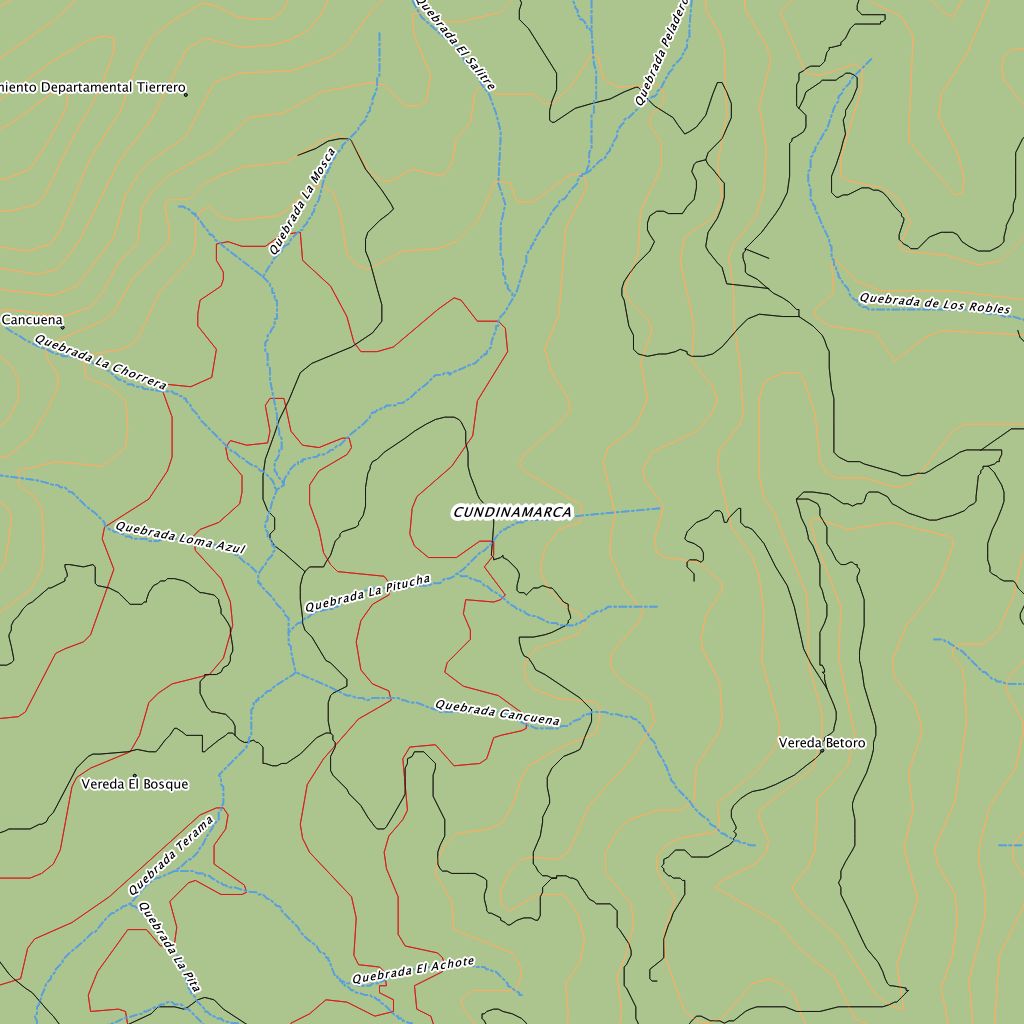 Quebrada El Salitre
Quebrada Peladero
miento Departamental Tierrero
Quebrada La Mosca
Quebrada de Los Robles
Cancuena
Quebrada La Chorrera
CUNDINAMARCA
Quebrada Loma Azul
Quebrada La Pitucha
Quebrada Cancuena
Vereda Betoro
Vereda El Bosque
Quebrada Terama
Quebrada La Pita
Quebrada El Achote